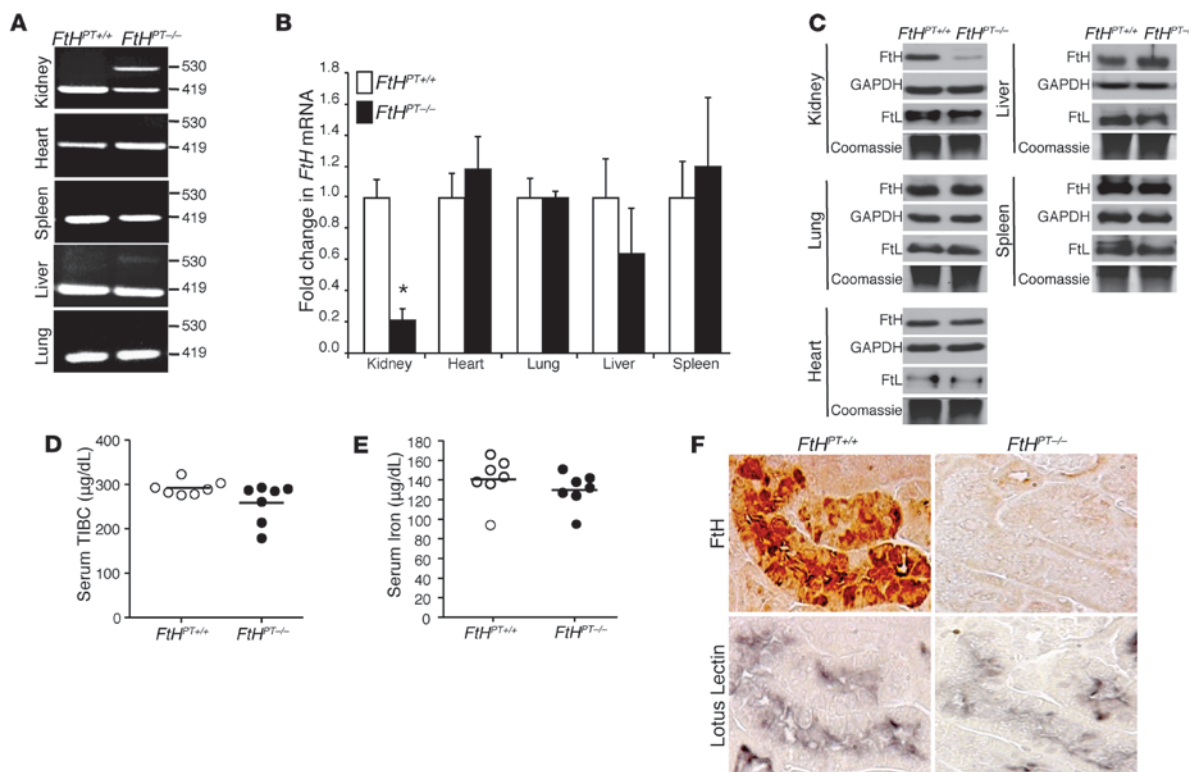 A
FtH^PT+/+ FtH^PT–/–
Kidney
530
419
Heart
419
Spleen
530
419
Liver
530
419
Lung
530
419
B
Fold change in FtH mRNA
1.8
1.6
1.4
1.2
1.0
0.8
0.6
0.4
0.2
0.0
FtH^PT+/+
FtH^PT–/–
*
Kidney Heart Lung Liver Spleen
C
FtH^PT+/+ FtH^PT–/–
Kidney
FtH
GAPDH
FtL
Coomassie
Lung
FtH
GAPDH
FtL
Coomassie
Heart
FtH
GAPDH
FtL
Coomassie
FtH^PT+/+ FtH^PT–/
Liver
FtH
GAPDH
FtL
Coomassie
Spleen
FtH
GAPDH
FtL
Coomassie
D
Serum TIBC (µg/dL)
400
300
200
100
0
FtH^PT+/+ FtH^PT–/–
E
Serum Iron (µg/dL)
180
160
140
120
100
80
60
40
20
0
FtH^PT+/+ FtH^PT–/–
F
FtH^PT+/+ FtH^PT–/–
FtH
Lotus Lectin